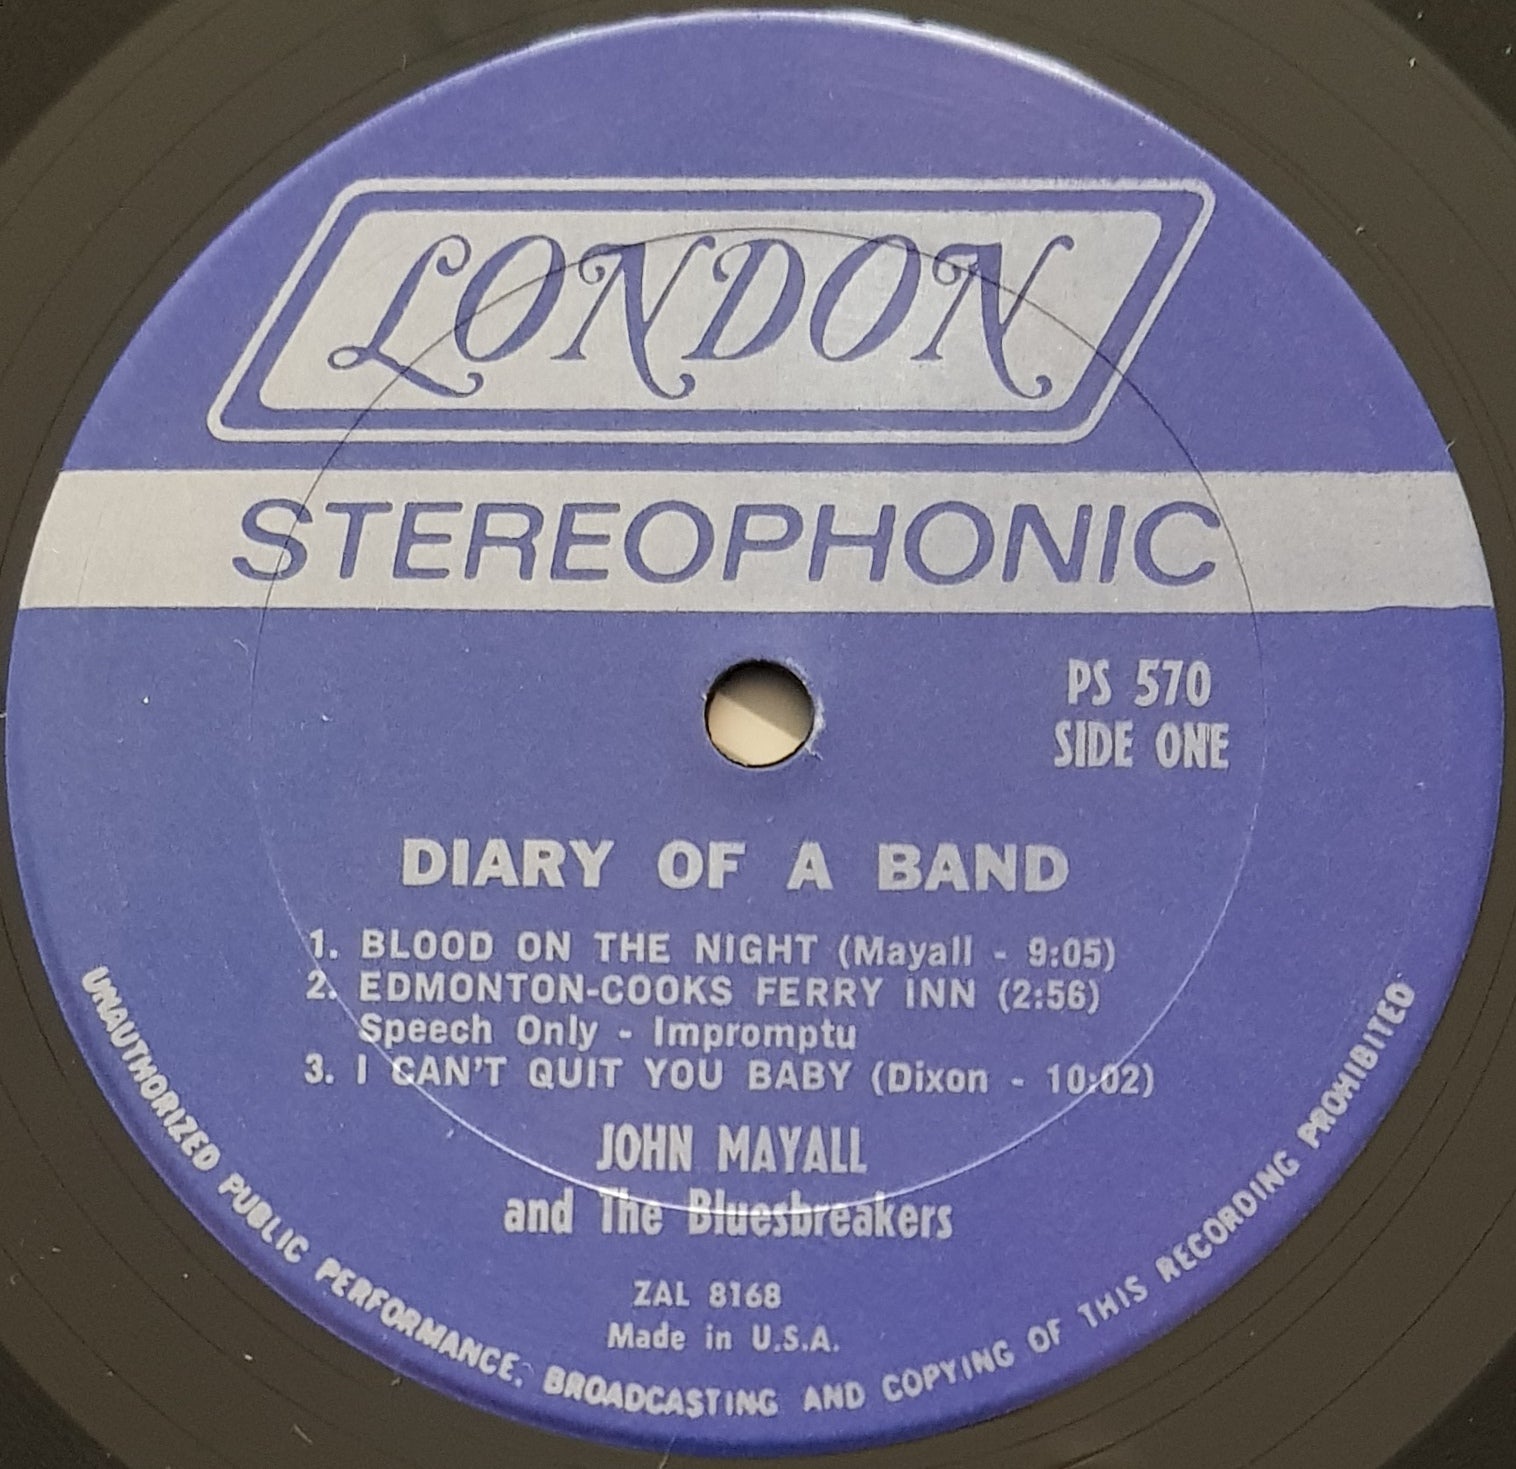 LONDON
STEREOPHONIC
PS 570
SIDE ONE
DIARY OF A BAND
1. BLOOD ON THE NIGHT (Mayall - 9:05)
2. EDMONTON-COOKS FERRY INN (2:56)
Speech Only - Impromptu
3. I CAN'T QUIT YOU BABY (Dixon - 10:02)
JOHN MAYALL
and The Bluesbreakers
ZAL 8168
Made in U.S.A.
UNAUTHORIZED PUBLIC PERFORMANCE, BROADCASTING AND COPYING OF THIS RECORDING PROHIBITED